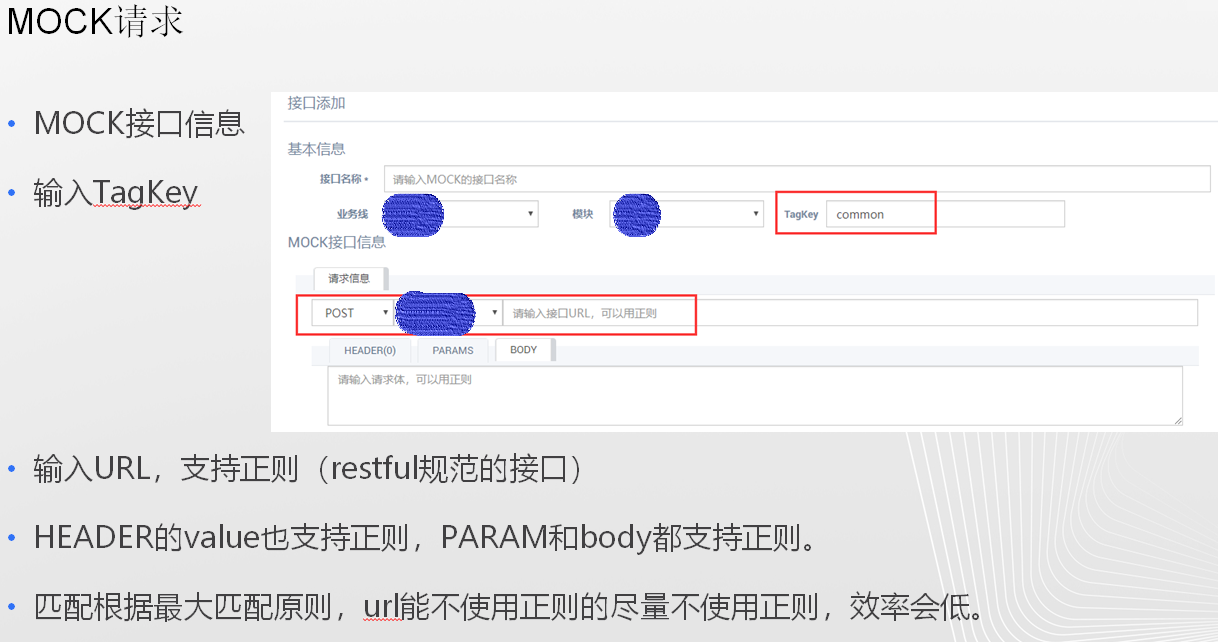 MOCK请求
MOCK接口信息
输入TagKey
接口添加
基本信息
接口名称 * 请输入MOCK的接口名称
业务线 模块 TagKey common
MOCK接口信息
请求信息
POST 请输入接口URL，可以用正则
HEADER(0) PARAMS BODY
请输入请求体，可以用正则
输入URL，支持正则（restful规范的接口）
HEADER的value也支持正则，PARAM和body都支持正则。
匹配根据最大匹配原则，url能不使用正则的尽量不使用正则，效率会低。